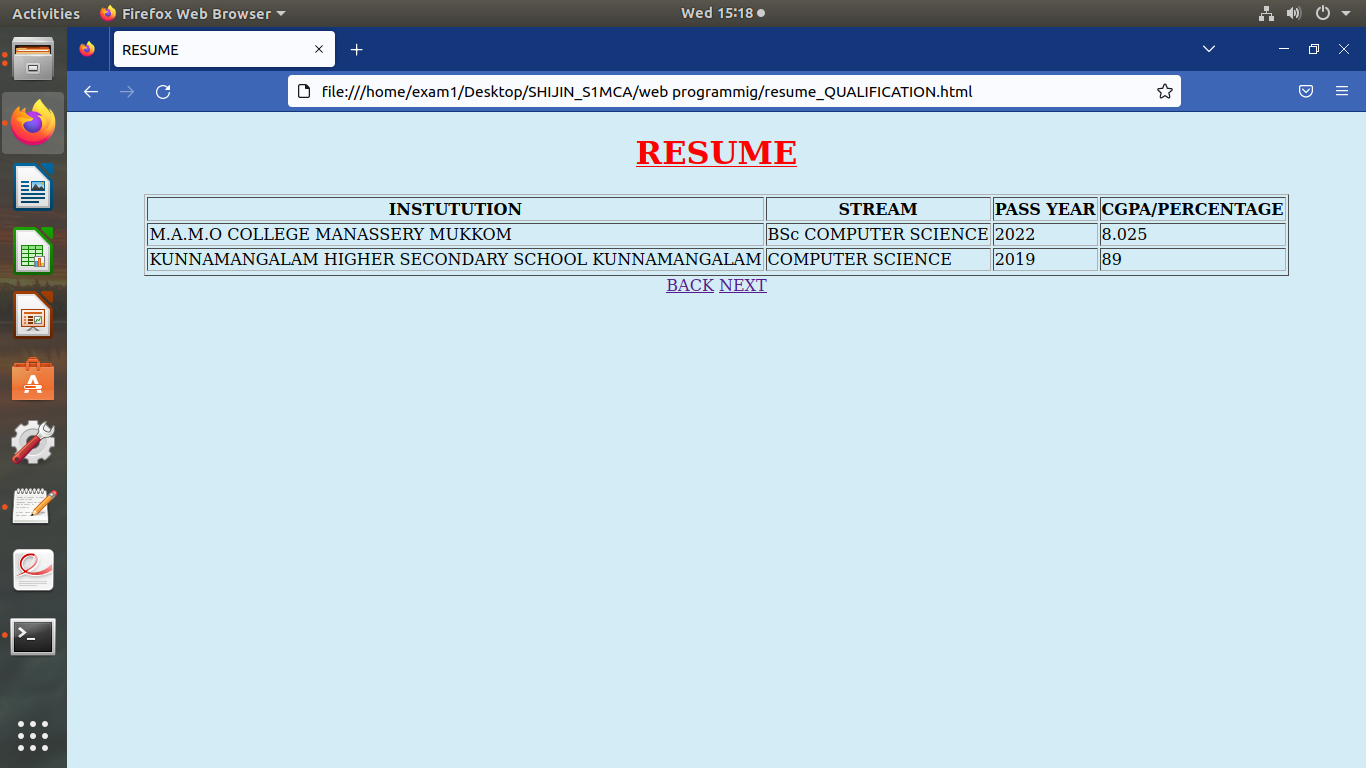 Activities Firefox Web Browser Wed 15:18
RESUME
file:///home/exam1/Desktop/SHIJIN_S1MCA/web programmig/resume_QUALIFICATION.html
RESUME
INSTUTUTION STREAM PASS YEAR CGPA/PERCENTAGE
M.A.M.O COLLEGE MANASSERY MUKKOM BSc COMPUTER SCIENCE 2022 8.025
KUNNAMANGALAM HIGHER SECONDARY SCHOOL KUNNAMANGALAM COMPUTER SCIENCE 2019 89
BACK NEXT